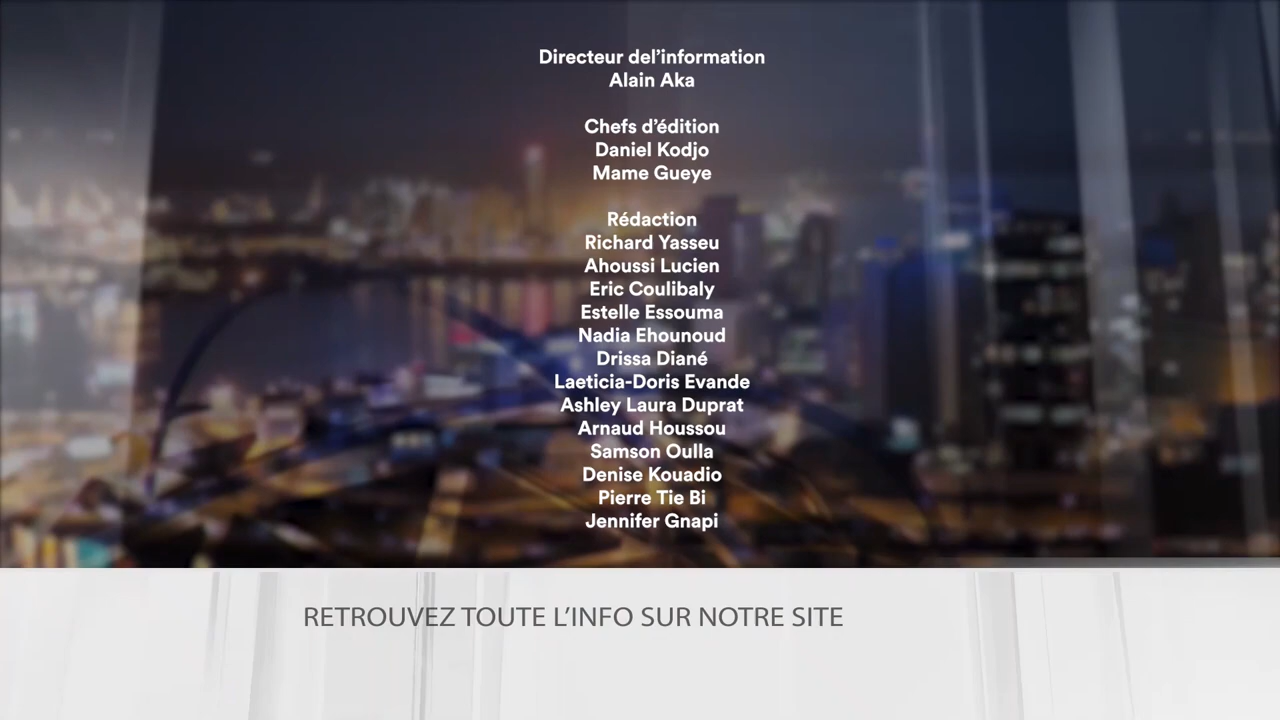 Directeur del’information
Alain Aka
Chefs d’édition
Daniel Kodjo
Mame Gueye
Rédaction
Richard Yasseu
Ahoussi Lucien
Eric Coulibaly
Estelle Essouma
Nadia Ehounoud
Drissa Diané
Laeticia-Doris Evande
Ashley Laura Duprat
Arnaud Houssou
Samson Oulla
Denise Kouadio
Pierre Tie Bi
Jennifer Gnapi
RETROUVEZ TOUTE L’INFO SUR NOTRE SITE